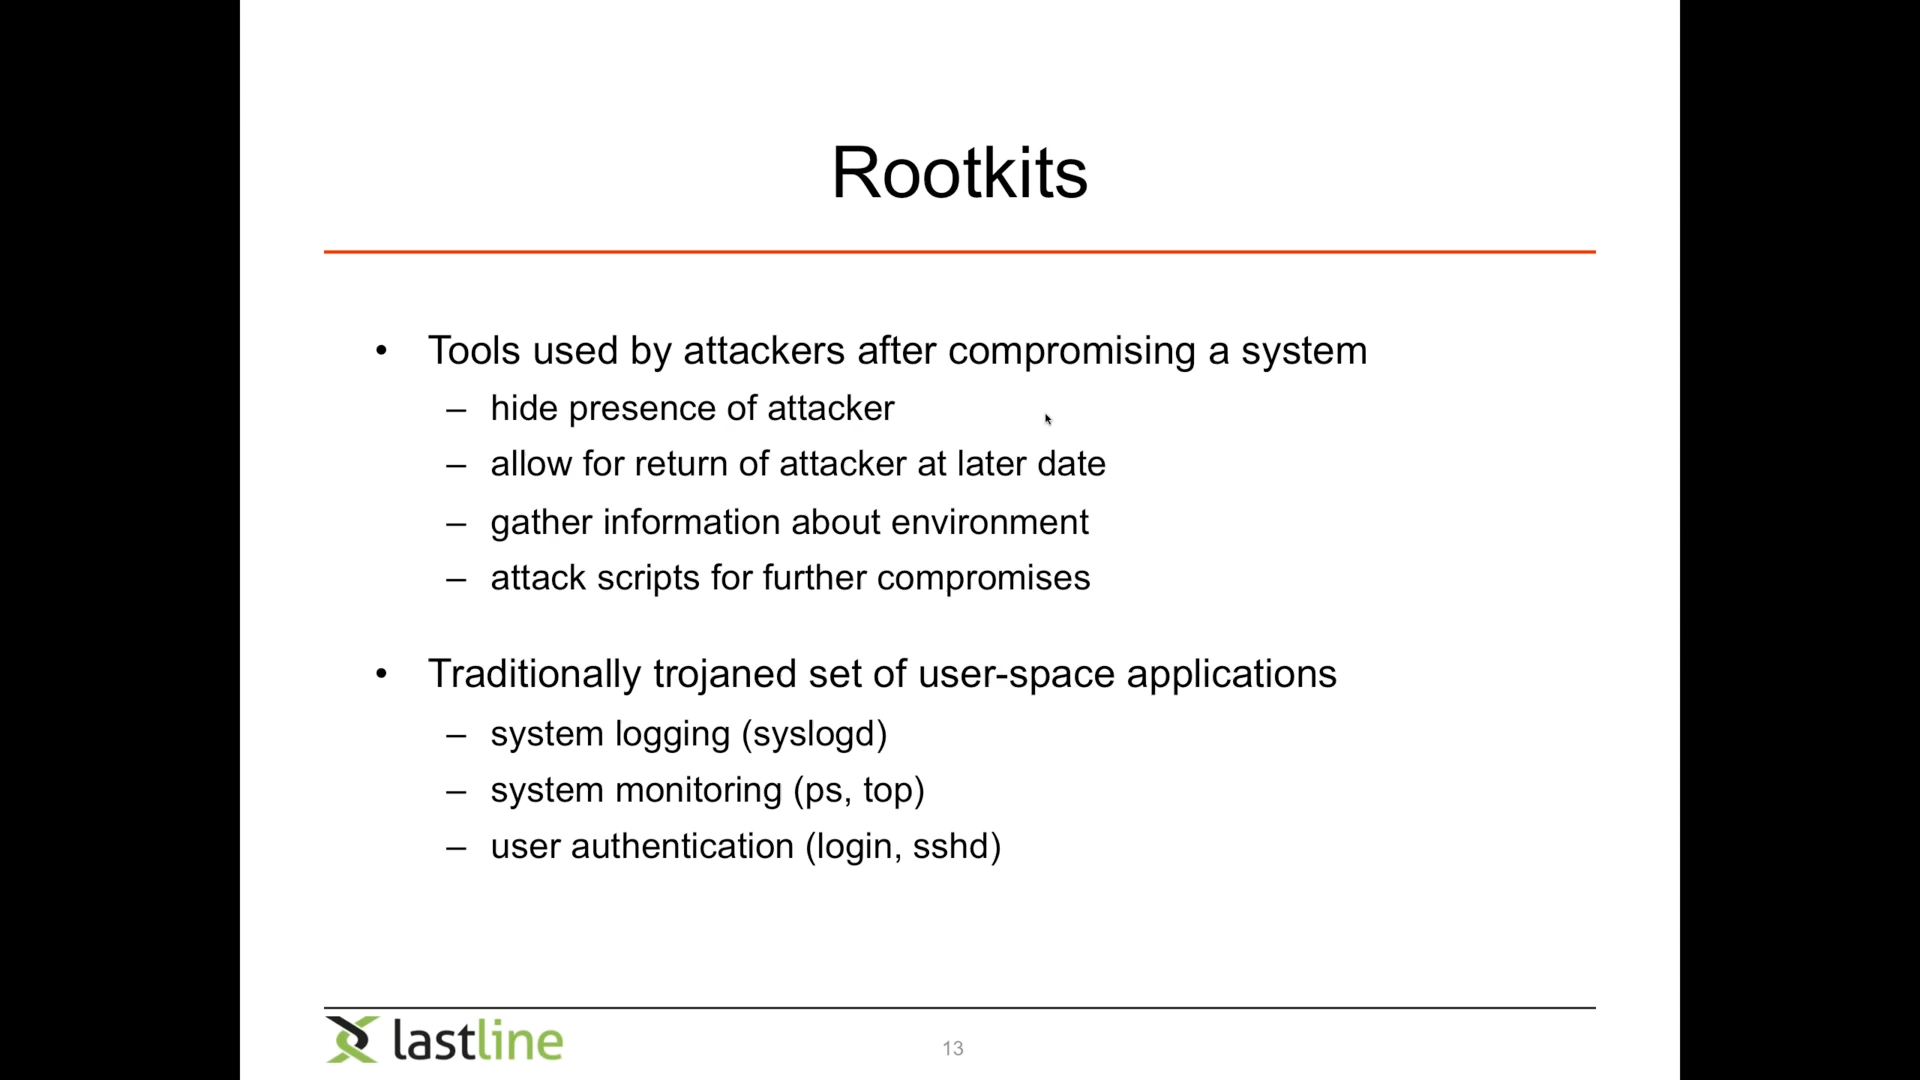 Rootkits
• Tools used by attackers after compromising a system
– hide presence of attacker
– allow for return of attacker at later date
– gather information about environment
– attack scripts for further compromises
• Traditionally trojaned set of user-space applications
– system logging (syslogd)
– system monitoring (ps, top)
– user authentication (login, sshd)
lastline
13